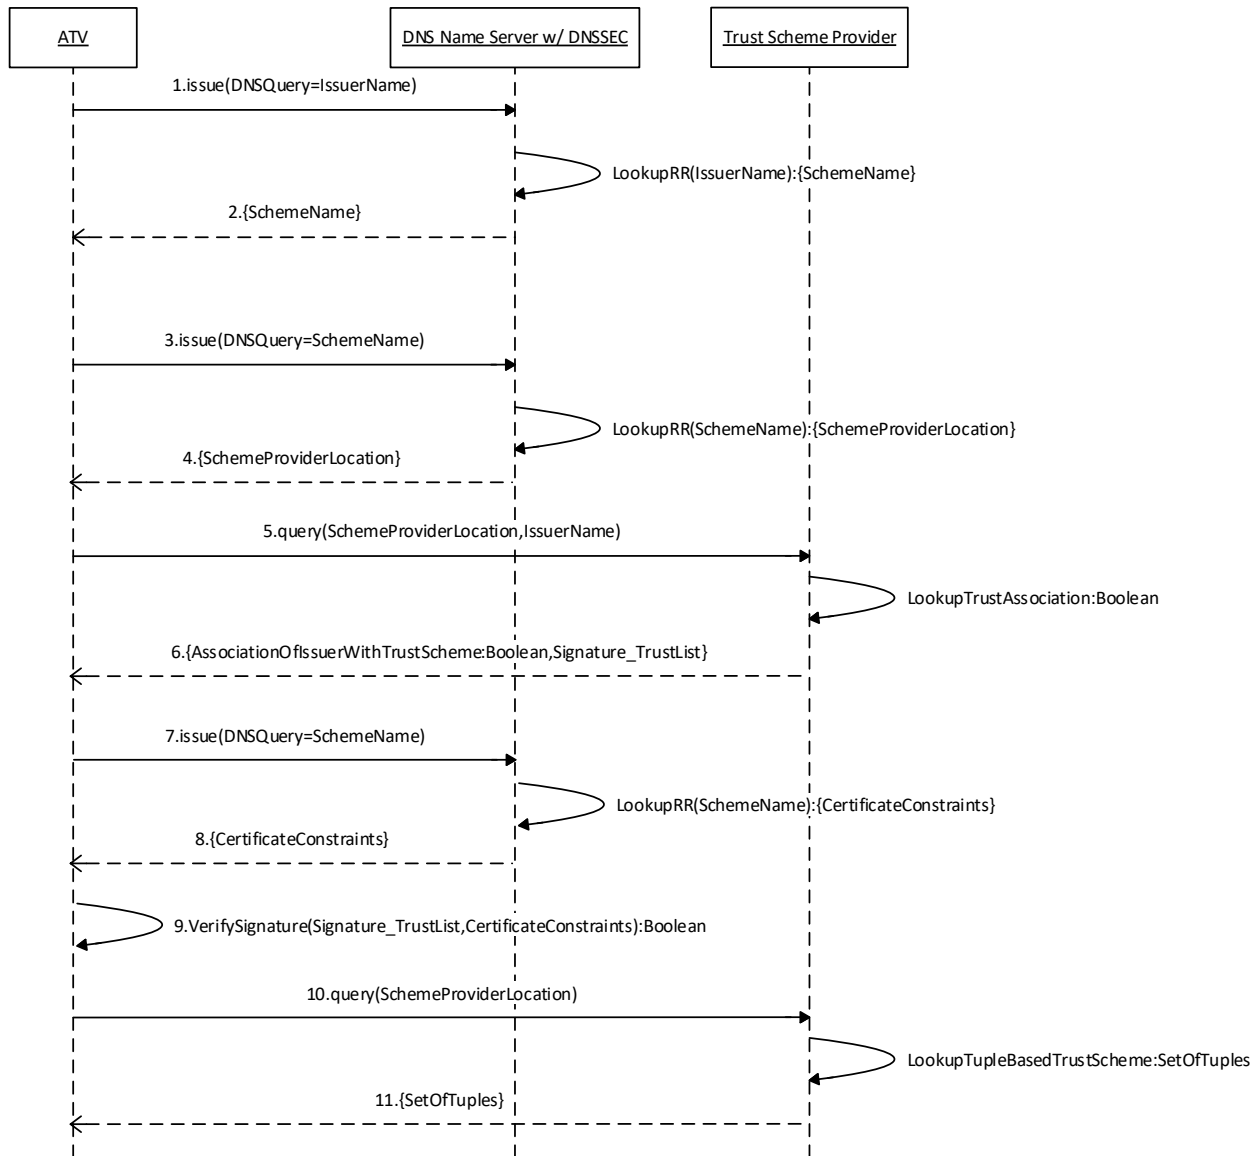 ATV
DNS Name Server w/ DNSSEC
Trust Scheme Provider
1.issue(DNSQuery=IssuerName)
LookupRR(IssuerName):{SchemeName}
2.{SchemeName}
3.issue(DNSQuery=SchemeName)
LookupRR(SchemeName):{SchemeProviderLocation}
4.{SchemeProviderLocation}
5.query(SchemeProviderLocation,IssuerName)
LookupTrustAssociation:Boolean
6.{AssociationOfIssuerWithTrustScheme:Boolean,Signature_TrustList}
7.issue(DNSQuery=SchemeName)
LookupRR(SchemeName):{CertificateConstraints}
8.{CertificateConstraints}
9.VerifySignature(Signature_TrustList,CertificateConstraints):Boolean
10.query(SchemeProviderLocation)
LookupTupleBasedTrustScheme:SetOfTuples
11.{SetOfTuples}